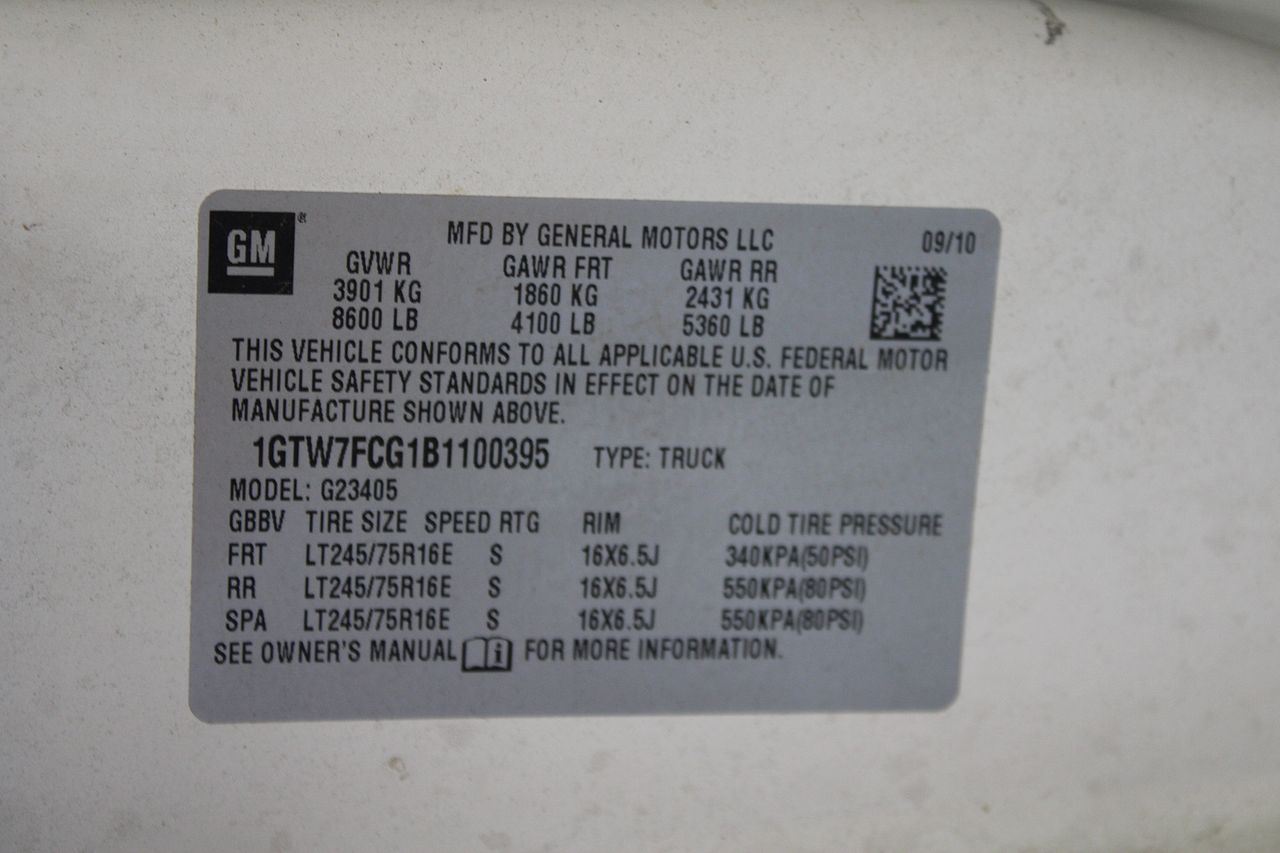 GM ®
MFD BY GENERAL MOTORS LLC 09/10
GVWR GAWR FRT GAWR RR
3901 KG 1860 KG 2431 KG
8600 LB 4100 LB 5360 LB
THIS VEHICLE CONFORMS TO ALL APPLICABLE U.S. FEDERAL MOTOR
VEHICLE SAFETY STANDARDS IN EFFECT ON THE DATE OF
MANUFACTURE SHOWN ABOVE.
1GTW7FCG1B1100395 TYPE: TRUCK
MODEL: G23405
GBBV TIRE SIZE SPEED RTG RIM COLD TIRE PRESSURE
FRT LT245/75R16E S 16X6.5J 340KPA(50PSI)
RR LT245/75R16E S 16X6.5J 550KPA(80PSI)
SPA LT245/75R16E S 16X6.5J 550KPA(80PSI)
SEE OWNER'S MANUAL i FOR MORE INFORMATION.